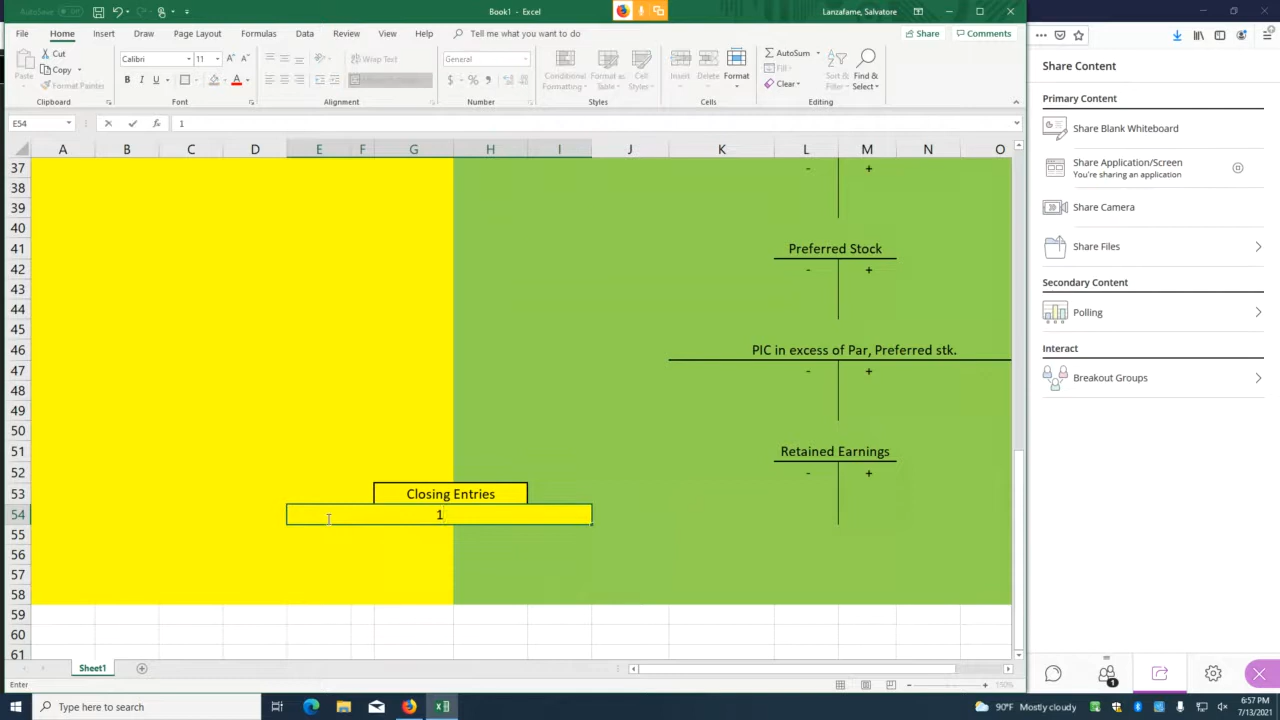 AutoSave Off
Book1 - Excel
Lanzafame, Salvatore
File Home Insert Draw Page Layout Formulas Data Review View Help Tell me what you want to do
Share Comments
Paste
Cut
Copy
Format Painter
Clipboard
Calibri 11
B I U
Font
Wrap Text
Alignment
General
$ % ,
Number
Conditional Formatting
Format as Table
Cell Styles
Styles
Insert Delete Format
Cells
AutoSum
Fill
Clear
Sort & Filter
Find & Select
Editing
E54 fx 1
A B C D E F G H I J K L M N O
37 - +
38
39
40
41 Preferred Stock
42 - +
43
44
45
46 PIC in excess of Par, Preferred stk.
47 - +
48
49
50
51 Retained Earnings
52 - +
53 Closing Entries
54 1
55
56
57
58
59
60
61
Sheet1
Enter
150%
Share Content
Primary Content
Share Blank Whiteboard
Share Application/Screen
You're sharing an application
Share Camera
Share Files
Secondary Content
Polling
Interact
Breakout Groups
1
Type here to search
90°F Mostly cloudy
6:57 PM
7/13/2021